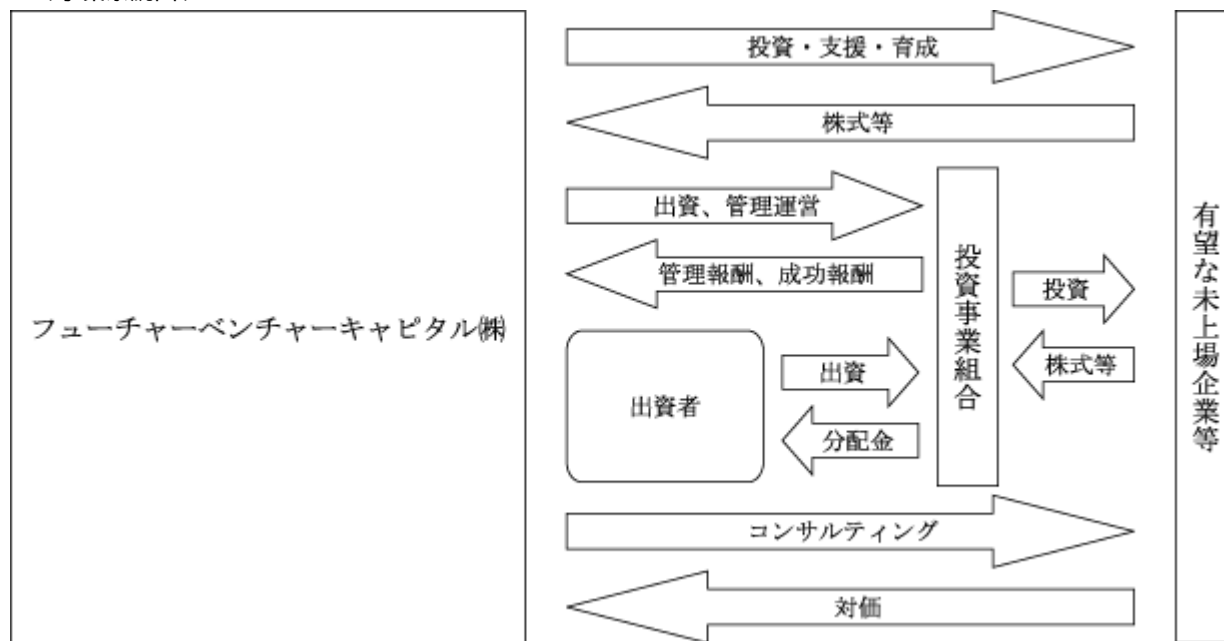 投資・支援・育成
株式等
出資、管理運営
管理報酬、成功報酬
フューチャーベンチャーキャピタル㈱
出資者
出資
分配金
投資事業組合
投資
株式等
有望な未上場企業等
コンサルティング
対価